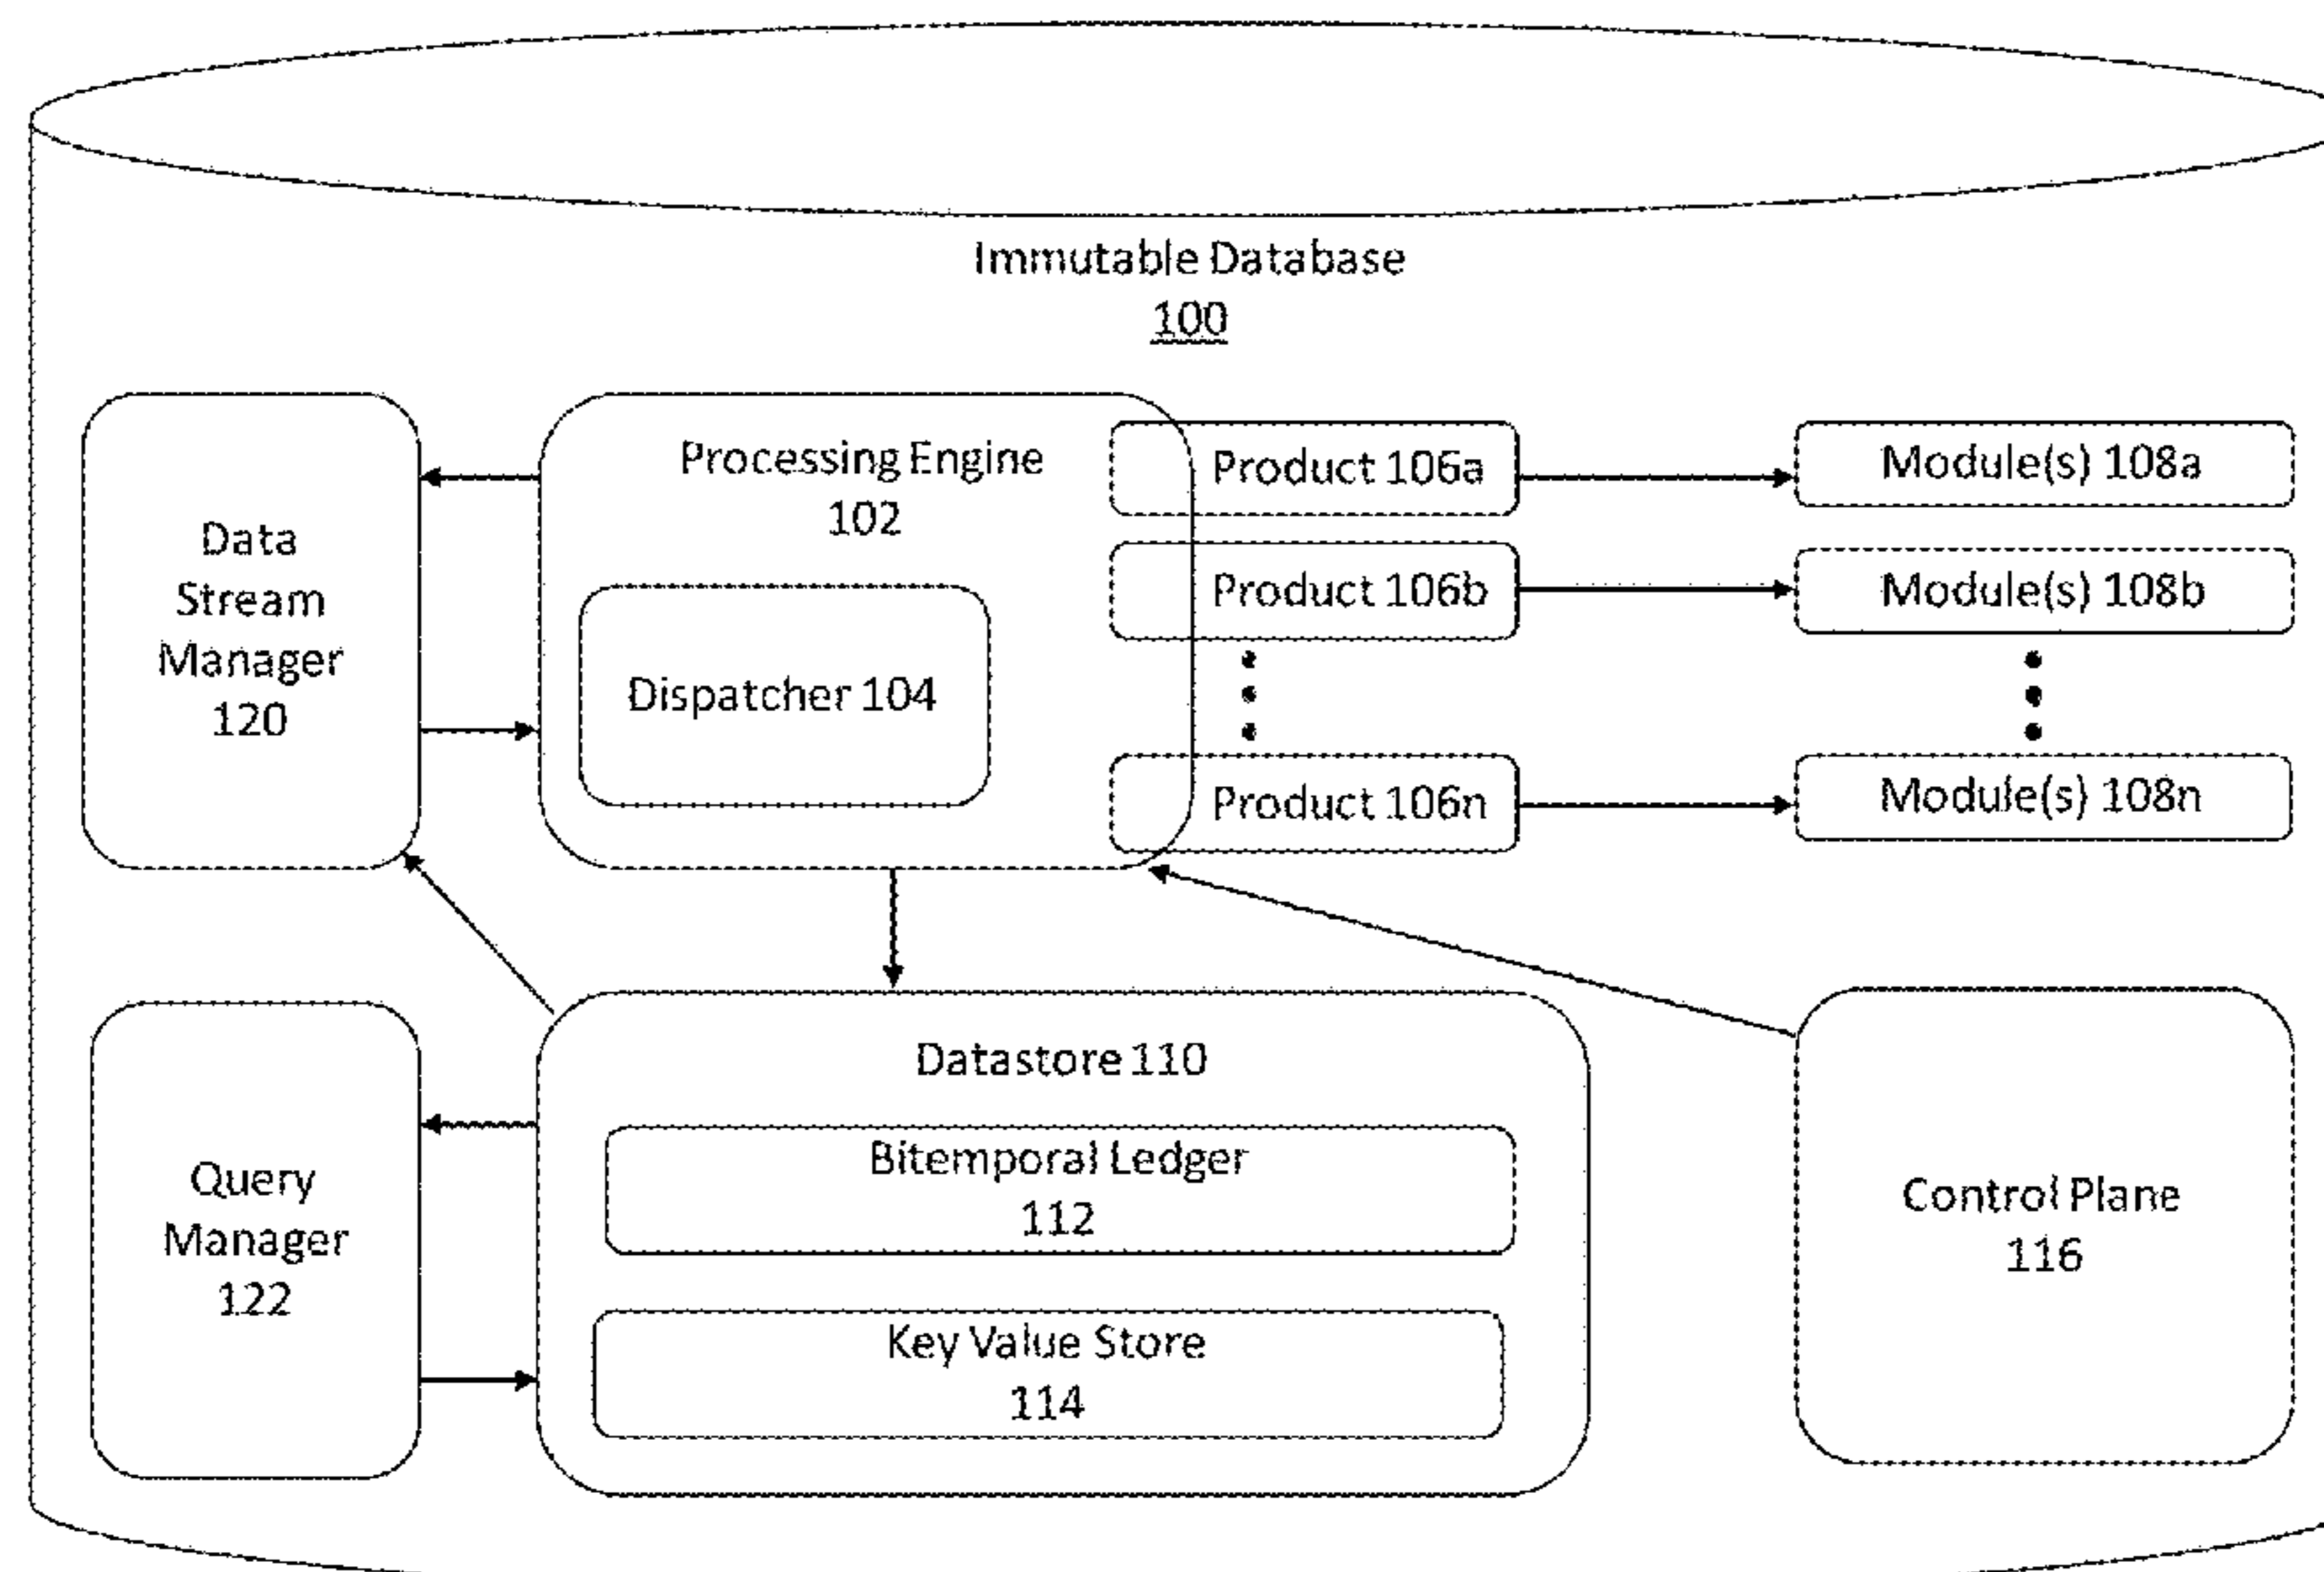 Immutable Database
100
Data
Stream
Manager
120
Processing Engine
102
Dispatcher 104
Product 106a
Module(s) 108a
Product 106b
Module(s) 108b
Product 106n
Module(s) 108n
Query
Manager
122
Datastore 110
Bitemporal Ledger
112
Key Value Store
114
Control Plane
116